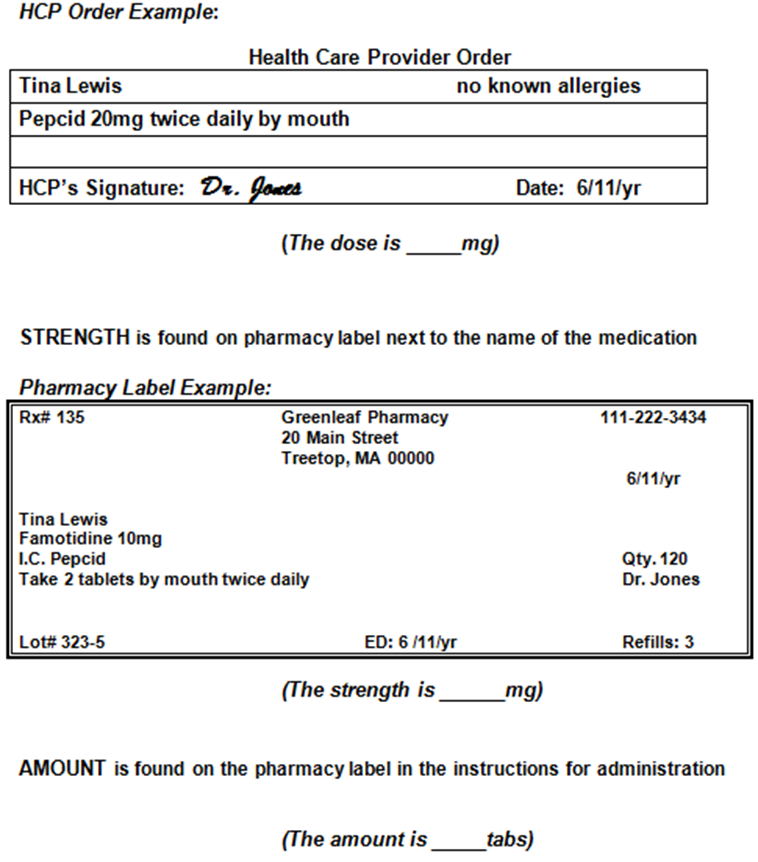 HCP Order Example:
Health Care Provider Order
Tina Lewis no known allergies
Pepcid 20mg twice daily by mouth
HCP's Signature: Dr. Jones Date: 6/11/yr
(The dose is _____mg)
STRENGTH is found on pharmacy label next to the name of the medication
Pharmacy Label Example:
Rx# 135 Greenleaf Pharmacy 111-222-3434
20 Main Street
Treetop, MA 00000
6/11/yr
Tina Lewis
Famotidine 10mg
I.C. Pepcid Qty. 120
Take 2 tablets by mouth twice daily Dr. Jones
Lot# 323-5 ED: 6 /11/yr Refills: 3
(The strength is ______mg)
AMOUNT is found on the pharmacy label in the instructions for administration
(The amount is _____tabs)